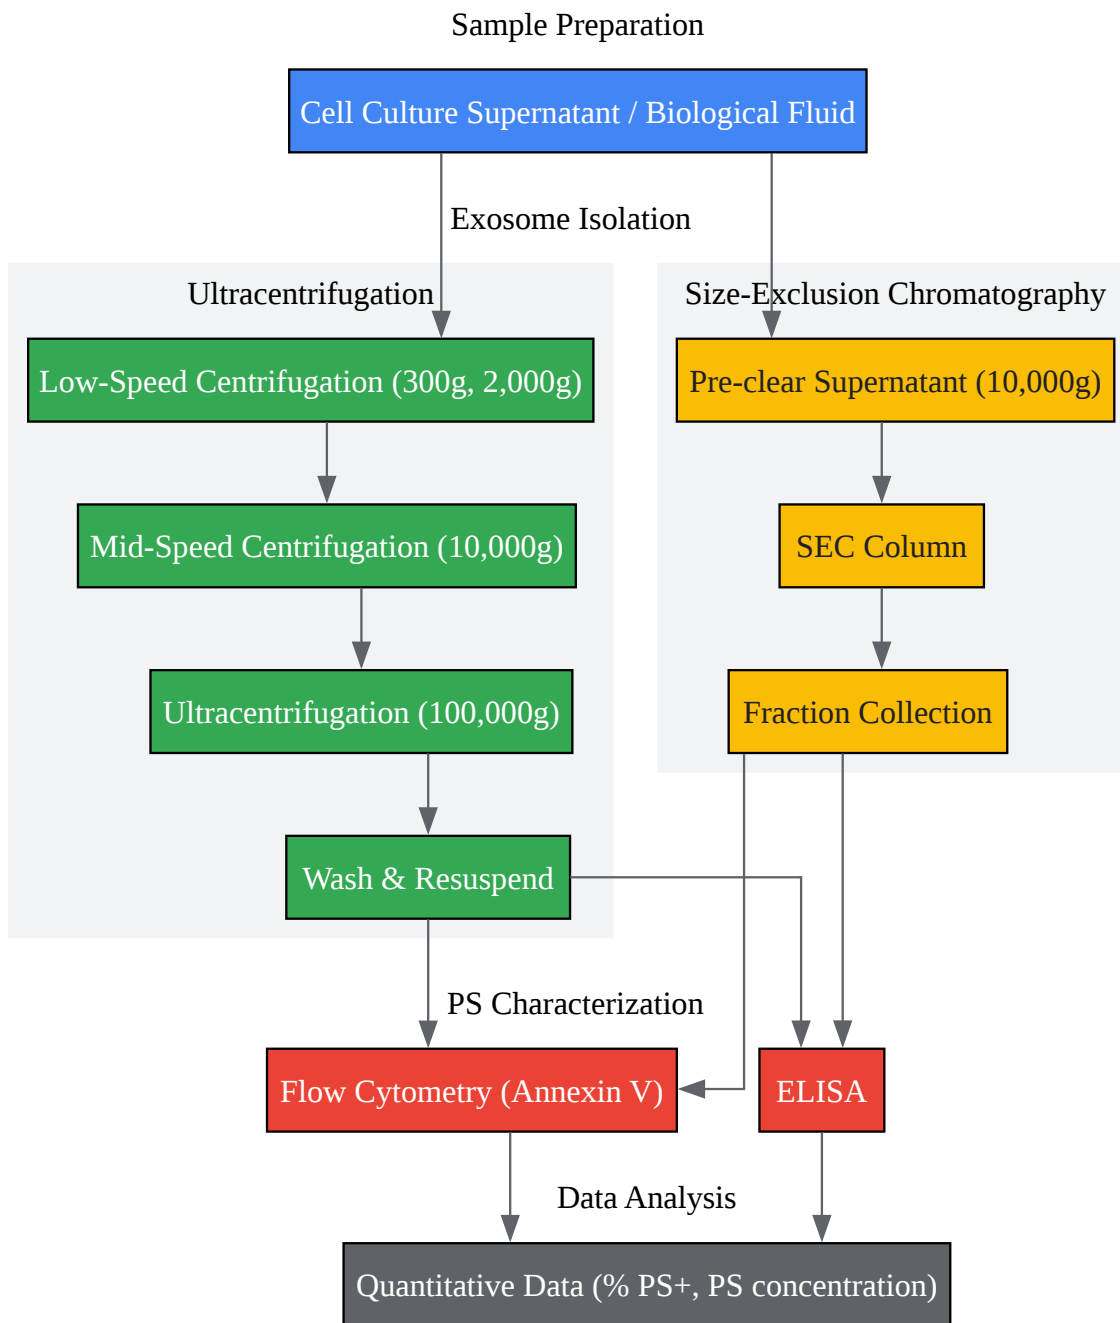 Sample Preparation
Cell Culture Supernatant / Biological Fluid
Exosome Isolation
Ultracentrifugation
Size-Exclusion Chromatography
Low-Speed Centrifugation (300g, 2,000g)
Pre-clear Supernatant (10,000g)
Mid-Speed Centrifugation (10,000g)
SEC Column
Ultracentrifugation (100,000g)
Fraction Collection
Wash & Resuspend
PS Characterization
Flow Cytometry (Annexin V)
ELISA
Data Analysis
Quantitative Data (% PS+, PS concentration)